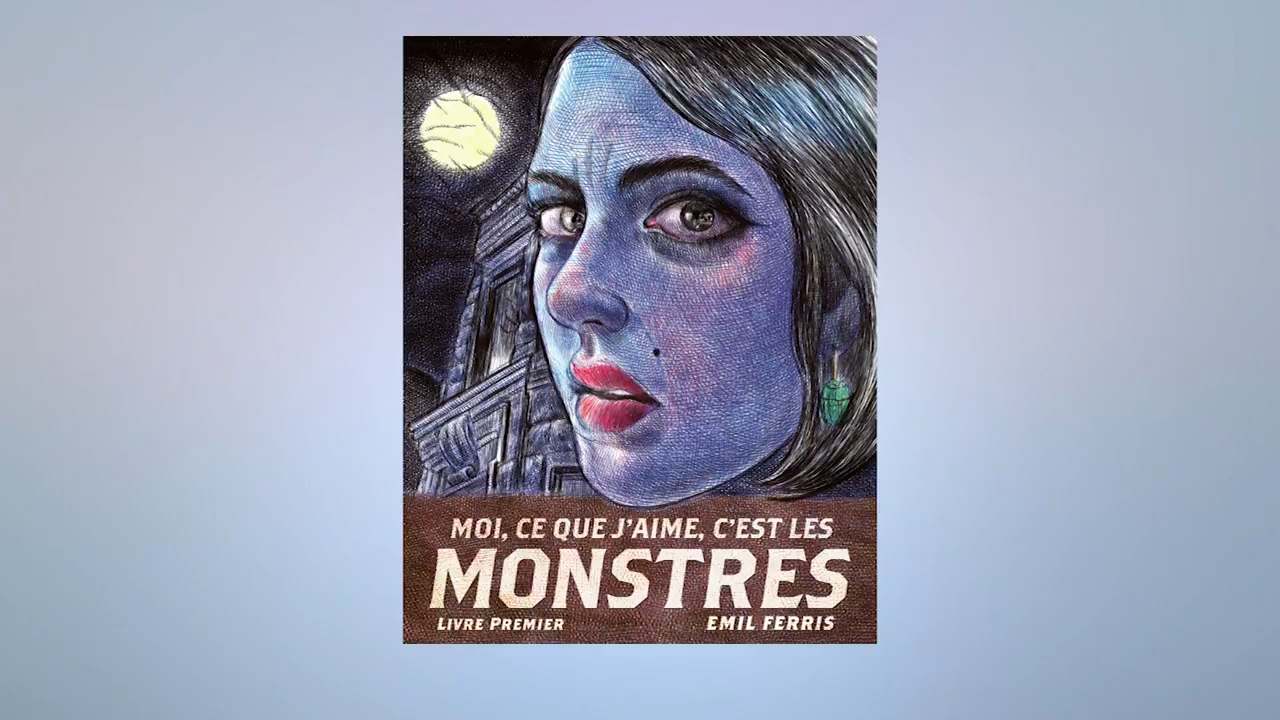 MOI, CE QUE J'AIME, C'EST LES
MONSTRES
LIVRE PREMIER
EMIL FERRIS